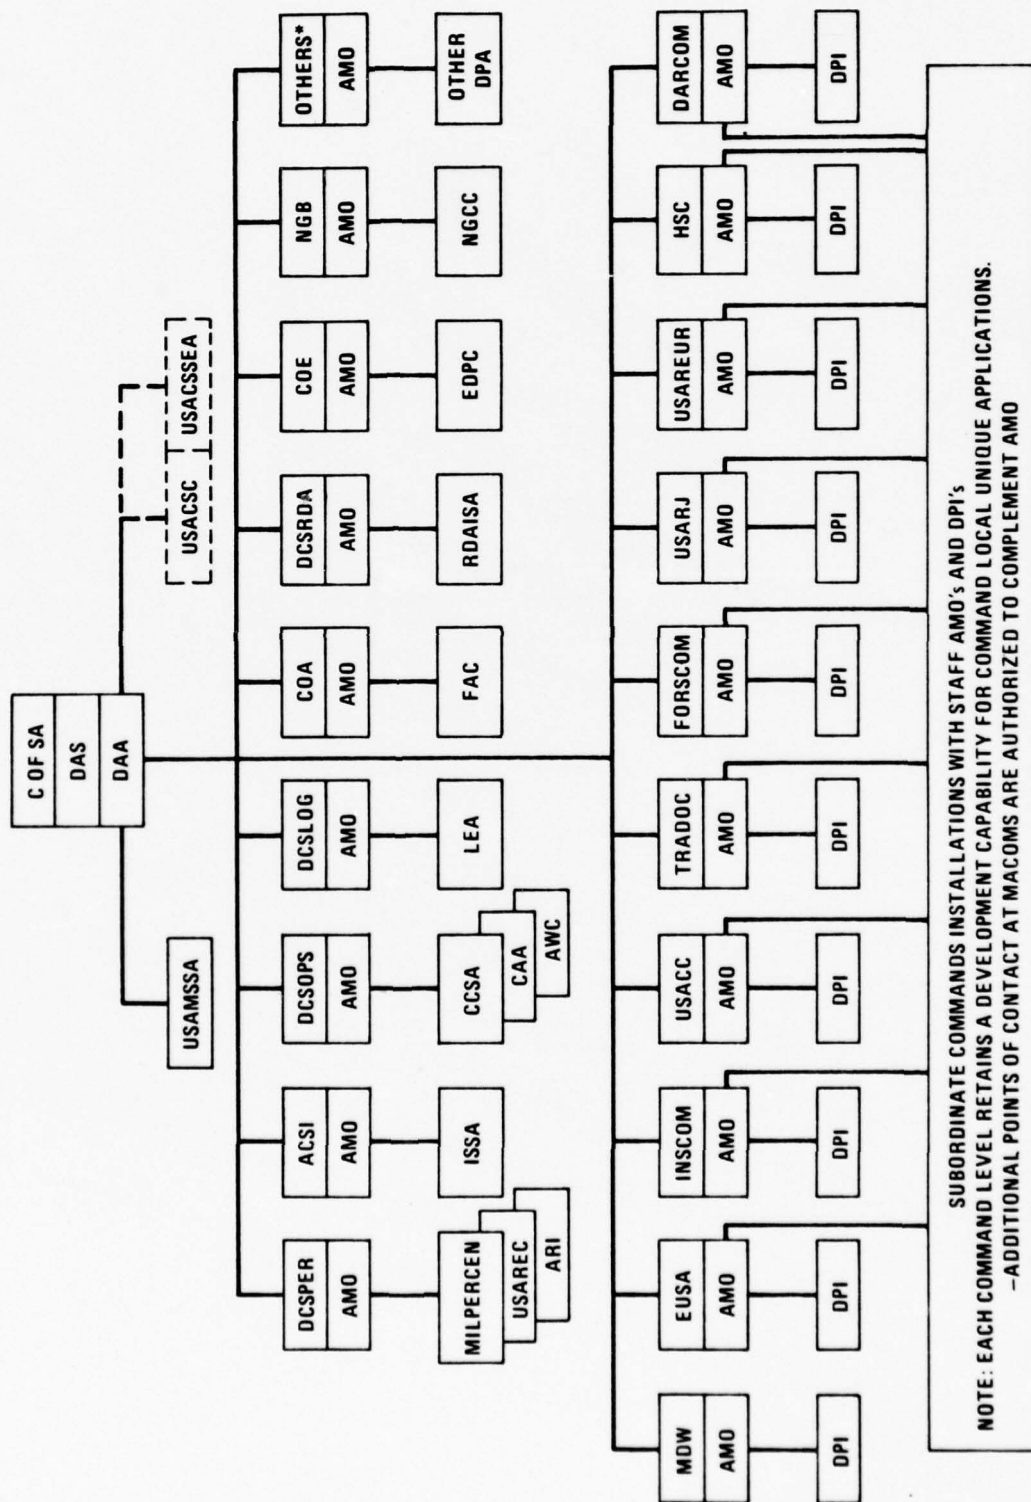 C OF SA
DAS
DAA
USAMSSA
USACSC
USACSSEA
DCSPER
AMO
MILPERCEN
USAREC
ARI
ACSI
AMO
ISSA
DCSOPS
AMO
CCSA
CAA
AWC
DCSLOG
AMO
LEA
COA
AMO
FAC
DCSRDA
AMO
RDAISA
COE
AMO
EDPC
NGB
AMO
NGCC
OTHERS*
AMO
OTHER
DPA
MDW
AMO
DPI
EUSA
AMO
DPI
INSCOM
AMO
DPI
USACC
AMO
DPI
TRADOC
AMO
DPI
FORSCOM
AMO
DPI
USARJ
AMO
DPI
USAREUR
AMO
DPI
HSC
AMO
DPI
DARCOM
AMO
DPI
SUBORDINATE COMMANDS INSTALLATIONS WITH STAFF AMO's AND DPI's
NOTE: EACH COMMAND LEVEL RETAINS A DEVELOPMENT CAPABILITY FOR COMMAND LOCAL UNIQUE APPLICATIONS.
-ADDITIONAL POINTS OF CONTACT AT MACOMS ARE AUTHORIZED TO COMPLEMENT AMO